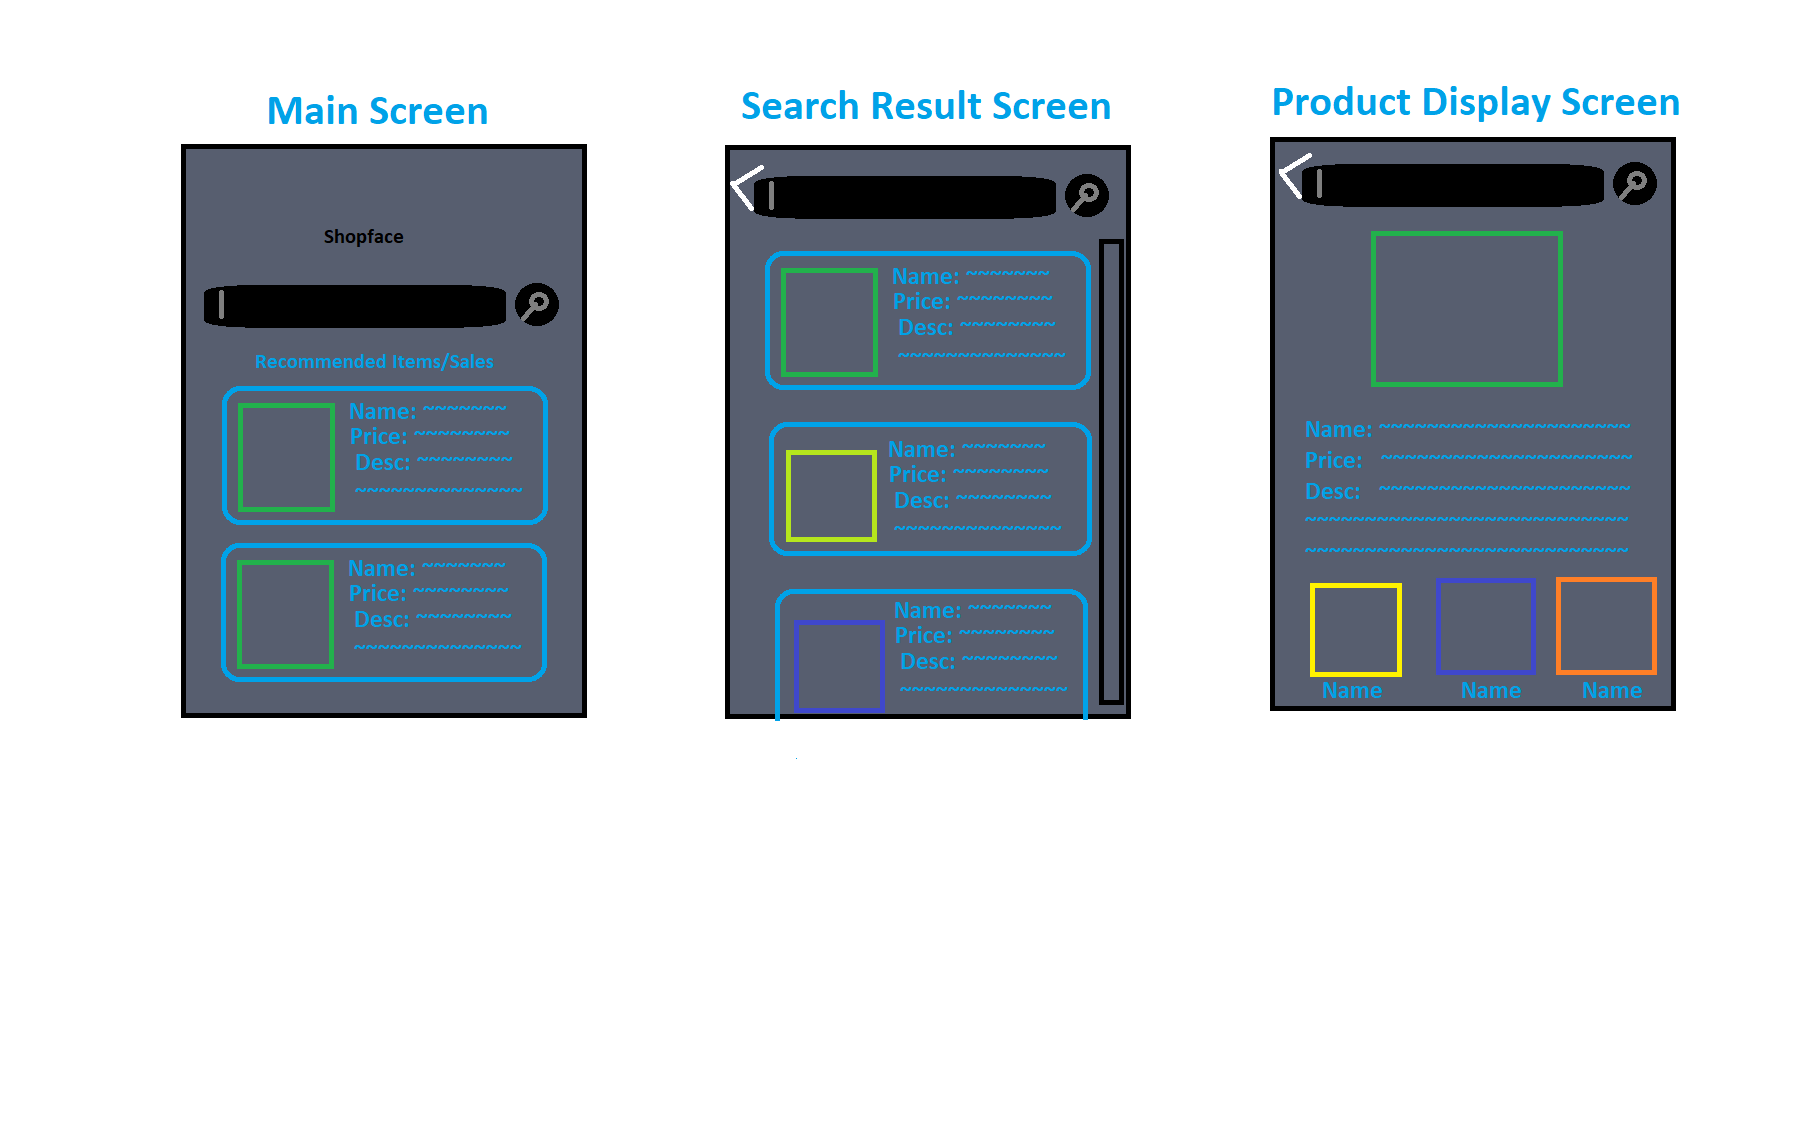 Main Screen
Shopface
Recommended Items/Sales
Name: ~~~~~~~
Price: ~~~~~~~~
Desc: ~~~~~~~~
~~~~~~~~~~~~~~
Name: ~~~~~~~
Price: ~~~~~~~~
Desc: ~~~~~~~~
~~~~~~~~~~~~~~
Search Result Screen
Name: ~~~~~~~
Price: ~~~~~~~~
Desc: ~~~~~~~~
~~~~~~~~~~~~~~
Name: ~~~~~~~
Price: ~~~~~~~~
Desc: ~~~~~~~~
~~~~~~~~~~~~~~
Name: ~~~~~~~
Price: ~~~~~~~~
Desc: ~~~~~~~~
~~~~~~~~~~~~~~
Product Display Screen
Name: ~~~~~~~~~~~~~~~~~~~~~
Price: ~~~~~~~~~~~~~~~~~~~~~
Desc: ~~~~~~~~~~~~~~~~~~~~~
~~~~~~~~~~~~~~~~~~~~~~~~~~~
~~~~~~~~~~~~~~~~~~~~~~~~~~~
Name Name Name